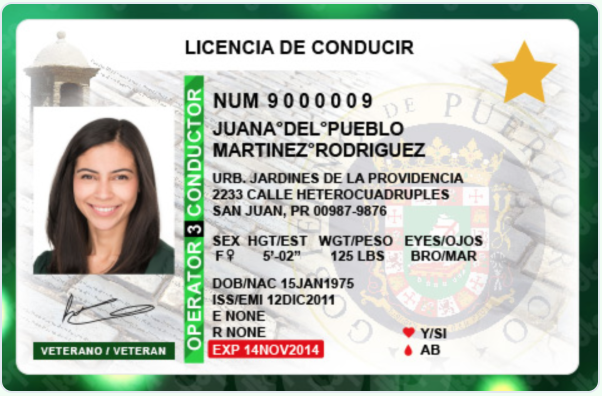 LICENCIA DE CONDUCIR
OPERATOR 3 CONDUCTOR
NUM 9000009
JUANA°DEL°PUEBLO
MARTINEZ°RODRIGUEZ
URB. JARDINES DE LA PROVIDENCIA
2233 CALLE HETEROCUADRUPLES
SAN JUAN, PR 00987-9876
SEX HGT/EST WGT/PESO EYES/OJOS
F♀ 5'-02" 125 LBS BRO/MAR
DOB/NAC 15JAN1975
ISS/EMI 12DIC2011
E NONE
R NONE
EXP 14NOV2014
Y/SI
AB
VETERANO / VETERAN